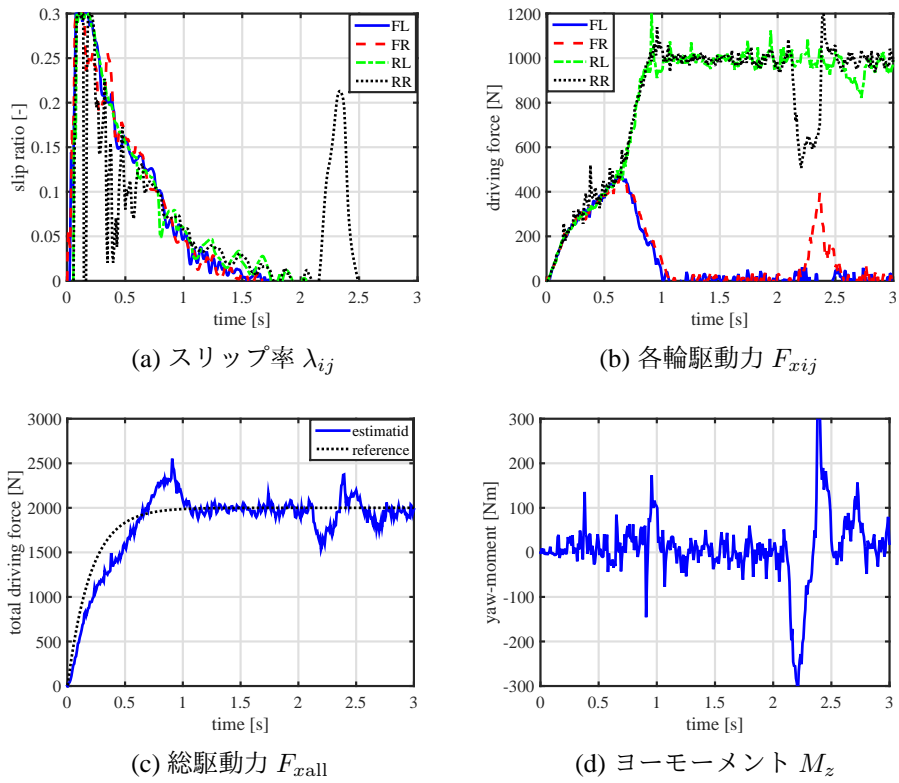 0.3
0.25
0.2
0.15
0.1
0.05
0
slip ratio [-]
FL
FR
RL
RR
0 0.5 1 1.5 2 2.5 3
time [s]
(a) スリップ率 λij
1200
1000
800
600
400
200
0
driving force [N]
FL
FR
RL
RR
0 0.5 1 1.5 2 2.5 3
time [s]
(b) 各輪駆動力 Fxij
3000
2500
2000
1500
1000
500
0
total driving force [N]
estimatid
reference
0 0.5 1 1.5 2 2.5 3
time [s]
(c) 総駆動力 Fxall
300
200
100
0
-100
-200
-300
yaw-moment [Nm]
0 0.5 1 1.5 2 2.5 3
time [s]
(d) ヨーモーメント Mz